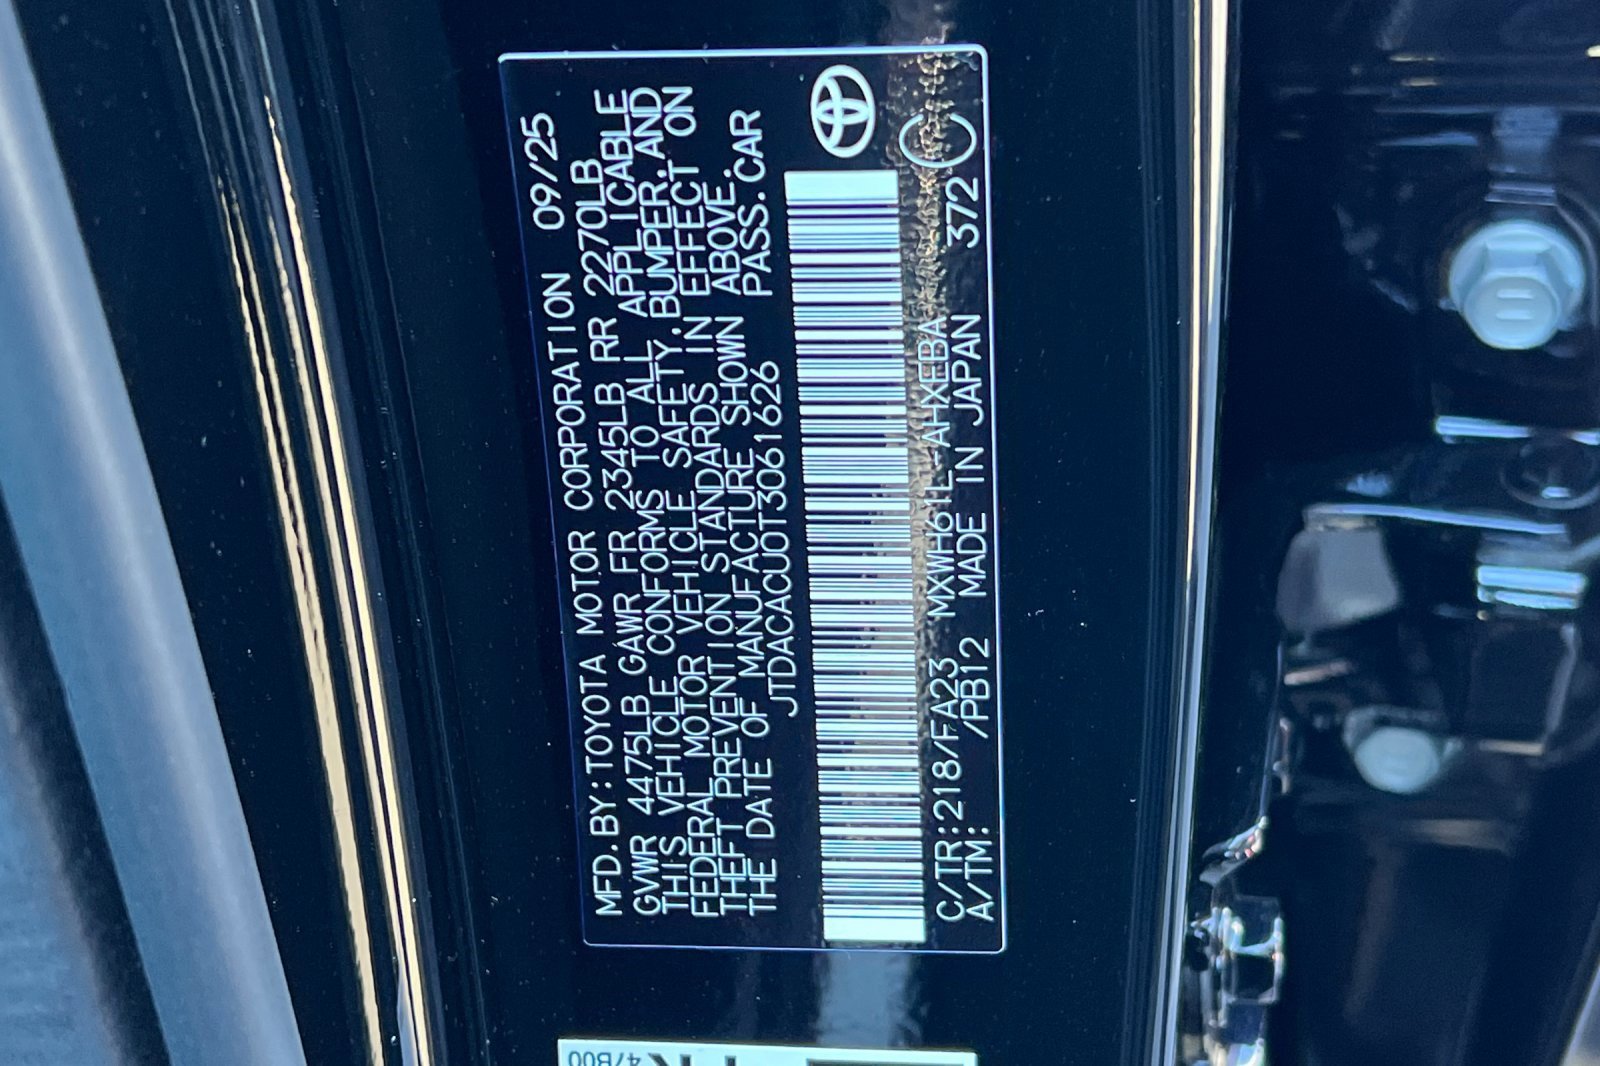 MFD.BY:TOYOTA MOTOR CORPORATION 09/25
GVWR 4475LB GAWR FR 2345LB RR 2270LB
THIS VEHICLE CONFORMS TO ALL APPLICABLE
FEDERAL MOTOR VEHICLE SAFETY,BUMPER,AND
THEFT PREVENTION STANDARDS IN EFFECT ON
THE DATE OF MANUFACTURE SHOWN ABOVE.
JTDACACU0T3061626 PASS.CAR
C/TR:218/FA23 MXWH61L-AHXEBA
A/TM: /PB12 MADE IN JAPAN 372
47B00